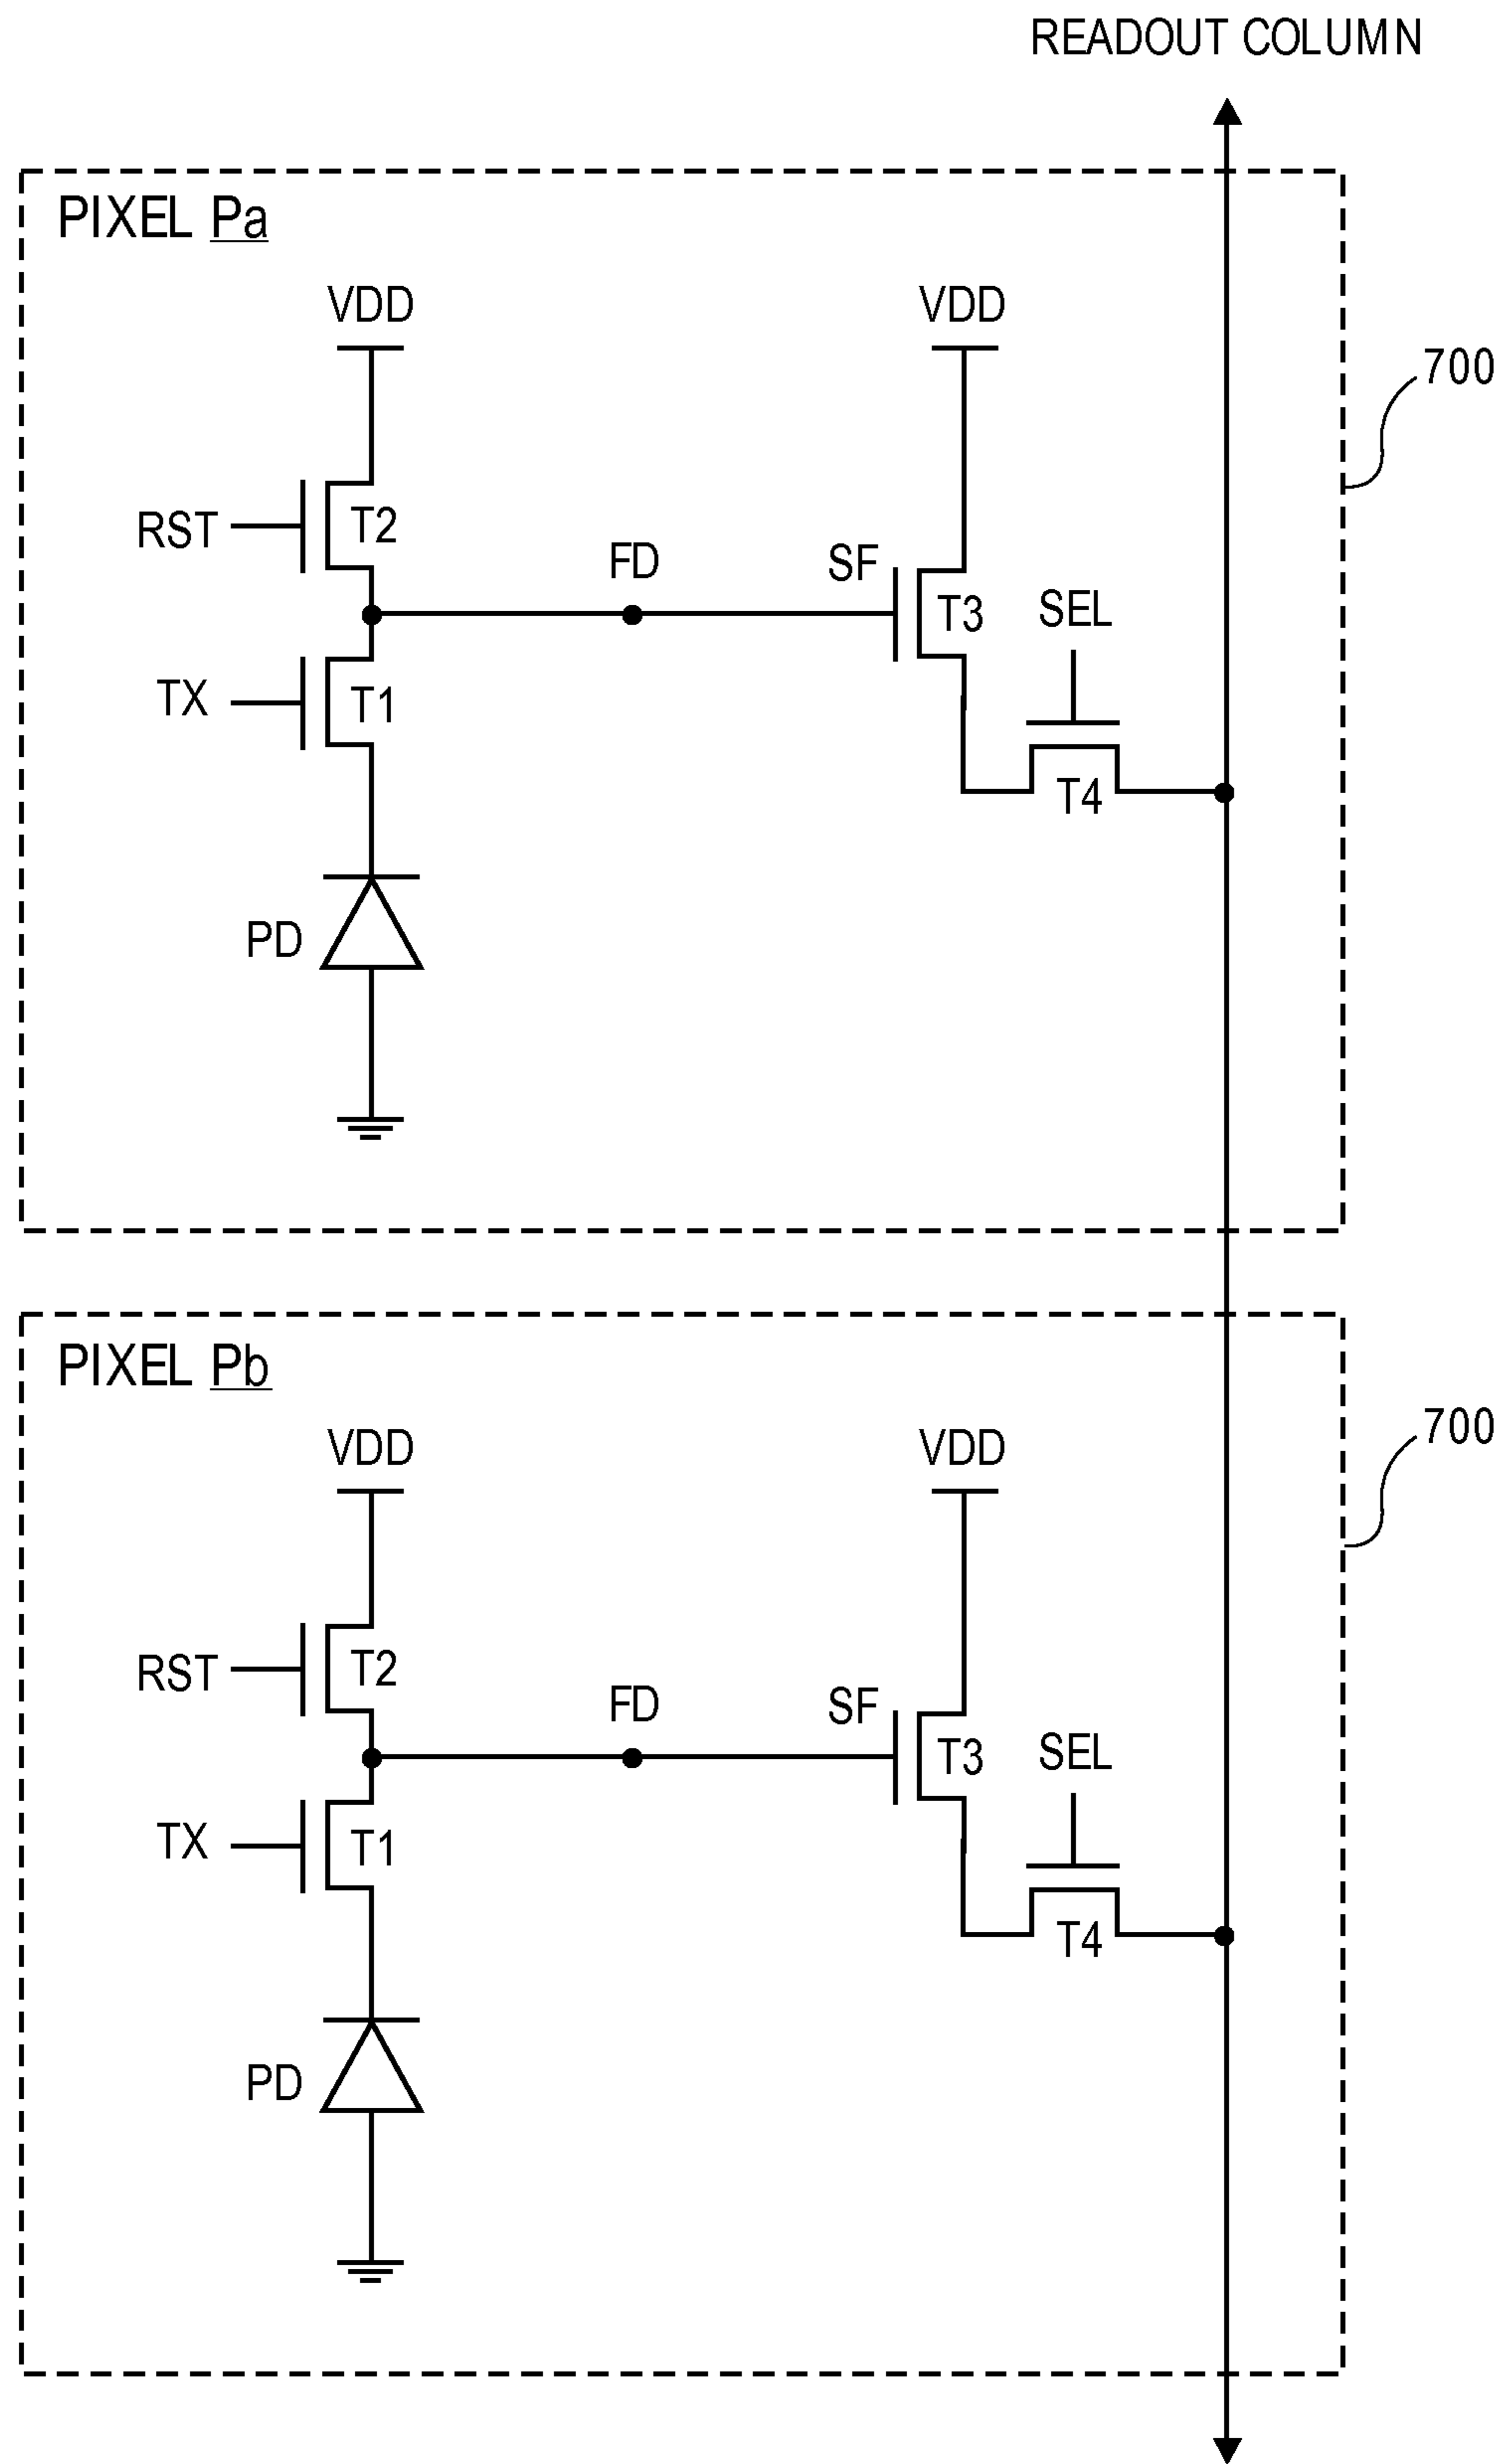 READOUT COLUMN
PIXEL Pa
VDD
VDD
700
RST
T2
FD
SF
T3
SEL
TX
T1
T4
PD
PIXEL Pb
700
VDD
VDD
RST
T2
FD
SF
T3
SEL
TX
T1
T4
PD